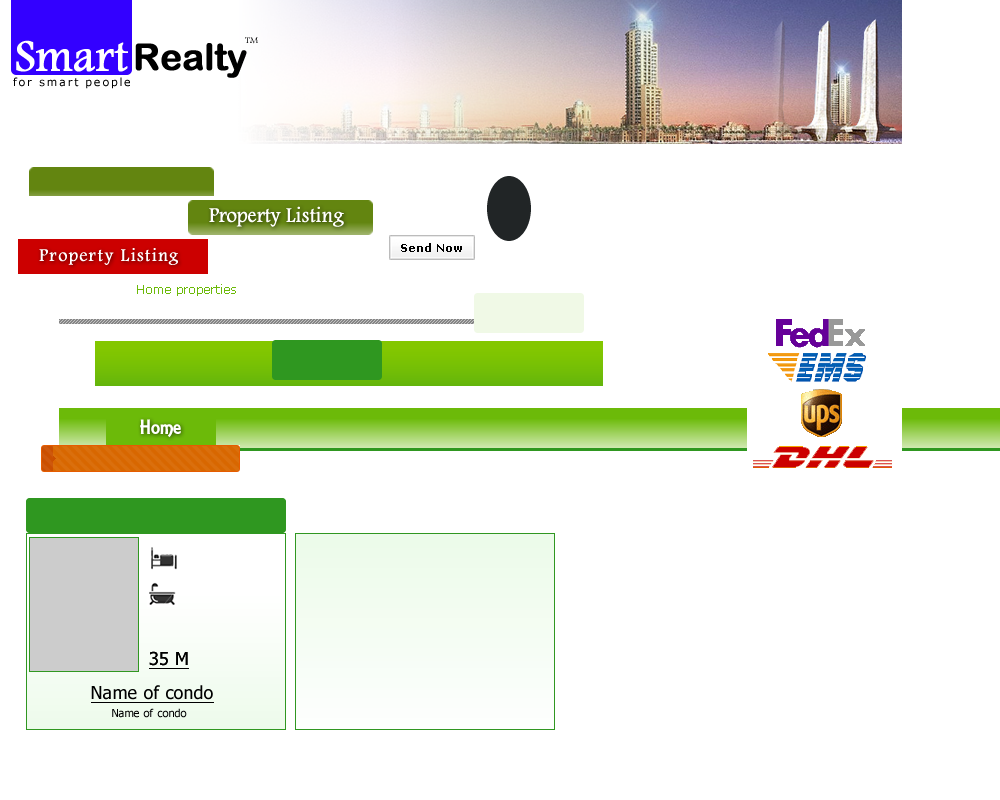 SmartRealty™
for smart people
Property Listing
Send Now
Property Listing
Home properties
FedEx
EMS
ups
Home
DHL
35 M
Name of condo
Name of condo